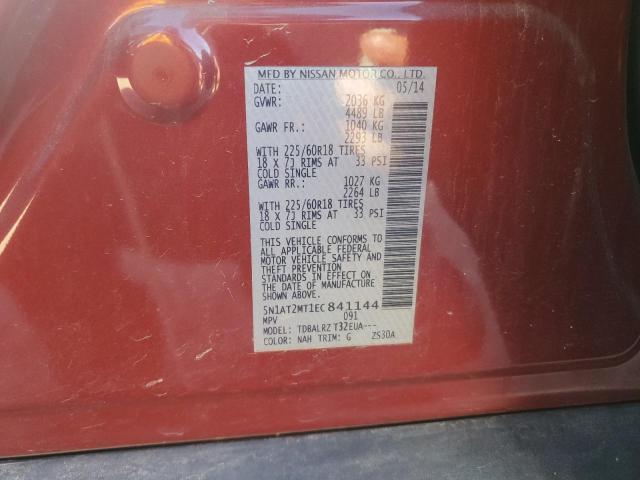 MFD BY NISSAN MOTOR CO., LTD.
DATE: 05/14
GVWR: 2036 KG
4489 LB
GAWR FR.: 1040 KG
2293 LB
WITH 225/60R18 TIRES
18 X 7J RIMS AT 33 PSI
COLD SINGLE
GAWR RR.: 1027 KG
2264 LB
WITH 225/60R18 TIRES
18 X 7J RIMS AT 33 PSI
COLD SINGLE
THIS VEHICLE CONFORMS TO
ALL APPLICABLE FEDERAL
MOTOR VEHICLE SAFETY AND
THEFT PREVENTION
STANDARDS IN EFFECT ON
THE DATE OF MANUFACTURE
SHOWN ABOVE.
5N1AT2MT1EC841144
MPV 091
MODEL: TDBALRZ T32EUA---
COLOR: NAH TRIM: G ZS30A